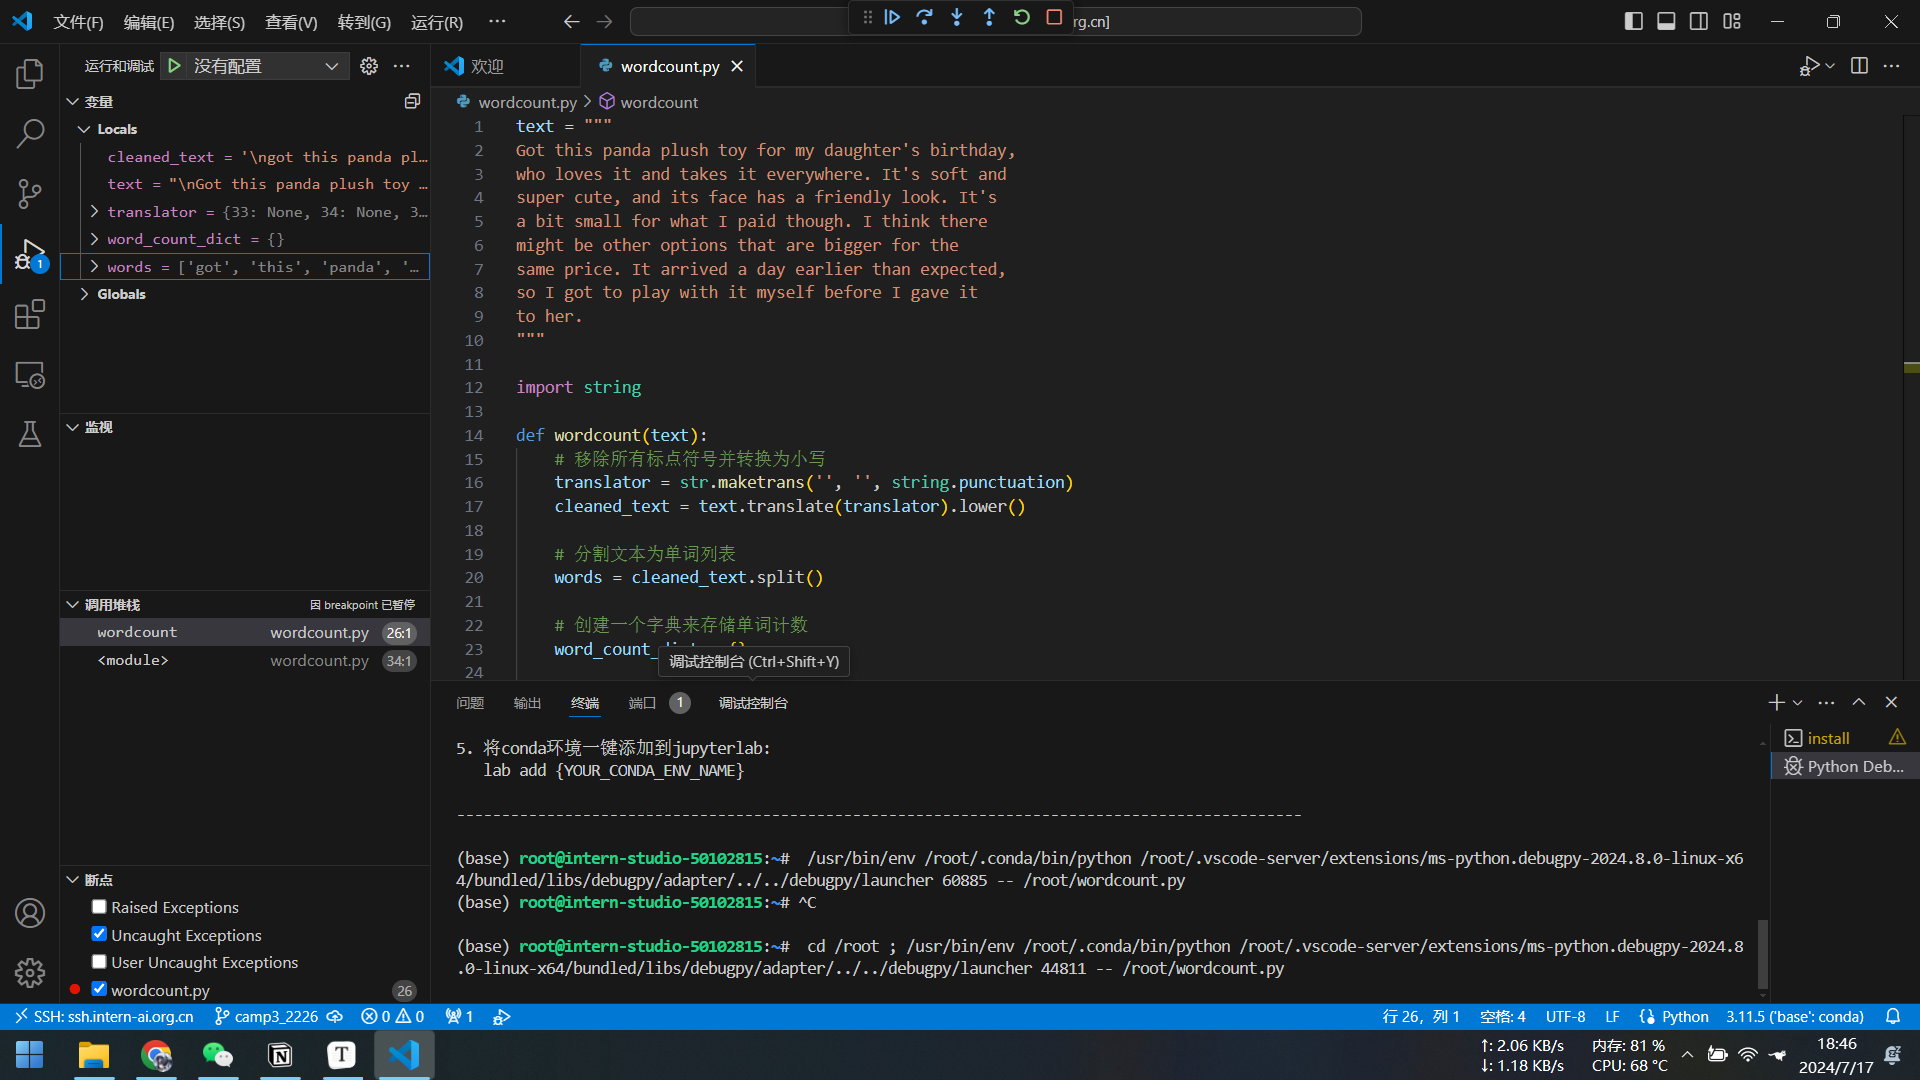 文件(F) 编辑(E) 选择(S) 查看(V) 转到(G) 运行(R) ···
rg.cn]
运行和调试 没有配置
变量
Locals
cleaned_text = '\ngot this panda pl…
text = "\nGot this panda plush toy …
translator = {33: None, 34: None, 3…
word_count_dict = {}
words = ['got', 'this', 'panda', '…
Globals
监视
调用堆栈 因 breakpoint 已暂停
wordcount wordcount.py 26:1
<module> wordcount.py 34:1
断点
Raised Exceptions
Uncaught Exceptions
User Uncaught Exceptions
wordcount.py 26
欢迎 wordcount.py
wordcount.py > wordcount
1 text = """
2 Got this panda plush toy for my daughter's birthday,
3 who loves it and takes it everywhere. It's soft and
4 super cute, and its face has a friendly look. It's
5 a bit small for what I paid though. I think there
6 might be other options that are bigger for the
7 same price. It arrived a day earlier than expected,
8 so I got to play with it myself before I gave it
9 to her.
10 """
11
12 import string
13
14 def wordcount(text):
15 # 移除所有标点符号并转换为小写
16 translator = str.maketrans('', '', string.punctuation)
17 cleaned_text = text.translate(translator).lower()
18
19 # 分割文本为单词列表
20 words = cleaned_text.split()
21
22 # 创建一个字典来存储单词计数
23 word_count_
24
调试控制台 (Ctrl+Shift+Y)
问题 输出 终端 端口 1 调试控制台
5. 将conda环境一键添加到jupyterlab:
lab add {YOUR_CONDA_ENV_NAME}
----------------------------------------------------------------------------------------------
(base) root@intern-studio-50102815:~# /usr/bin/env /root/.conda/bin/python /root/.vscode-server/extensions/ms-python.debugpy-2024.8.0-linux-x6
4/bundled/libs/debugpy/adapter/../../debugpy/launcher 60885 -- /root/wordcount.py
(base) root@intern-studio-50102815:~# ^C
(base) root@intern-studio-50102815:~# cd /root ; /usr/bin/env /root/.conda/bin/python /root/.vscode-server/extensions/ms-python.debugpy-2024.8
.0-linux-x64/bundled/libs/debugpy/adapter/../../debugpy/launcher 44811 -- /root/wordcount.py
install
Python Deb...
1
SSH: ssh.intern-ai.org.cn camp3_2226 0 0 1 行 26，列 1 空格: 4 UTF-8 LF Python 3.11.5 ('base': conda)
↑: 2.06 KB/s 内存: 81 % 18:46
↓: 1.18 KB/s CPU: 68 °C 2024/7/17